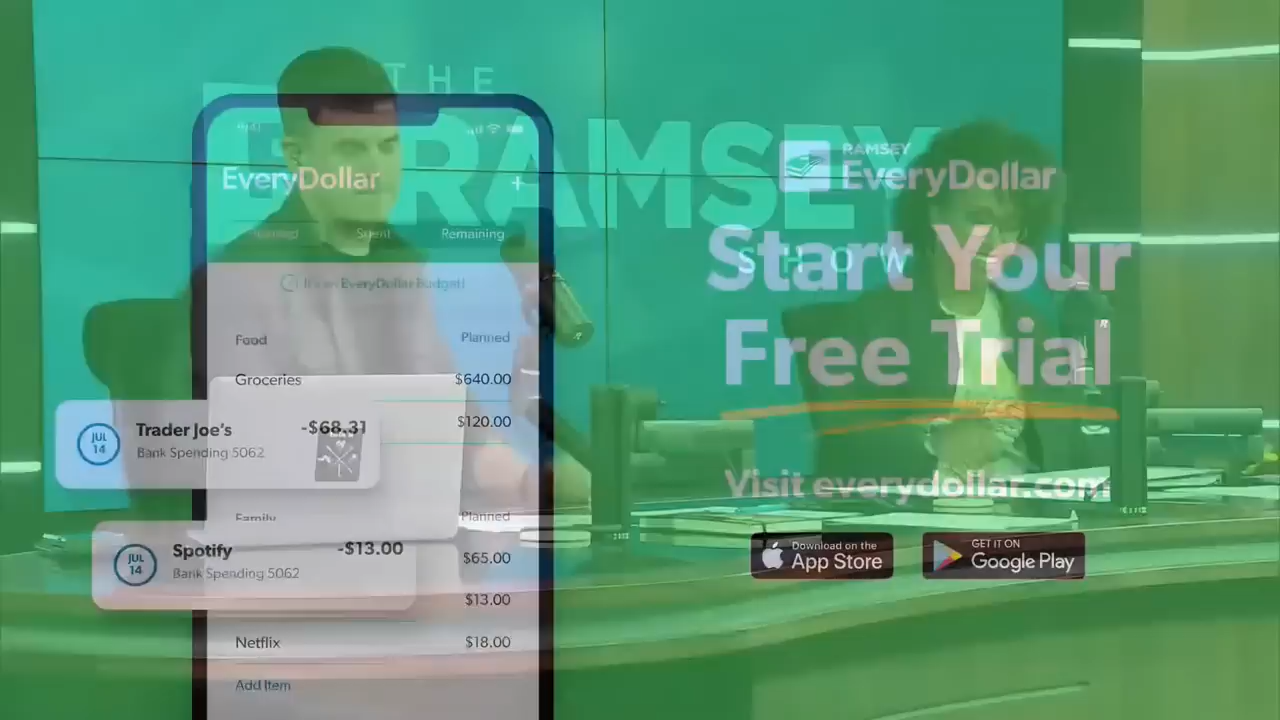 THE
RAMSEY
SHOW
EveryDollar
+
Spent
Remaining
It's an EveryDollar Budget!
Food
Planned
Groceries
$640.00
$120.00
JUL
14
Trader Joe's
-$68.31
Bank Spending 5062
Family
Planned
JUL
14
Spotify
-$13.00
Bank Spending 5062
$65.00
$13.00
Netflix
$18.00
Add Item
RAMSEY
EveryDollar
Start Your
Free Trial
Visit everydollar.com
Download on the
App Store
GET IT ON
Google Play